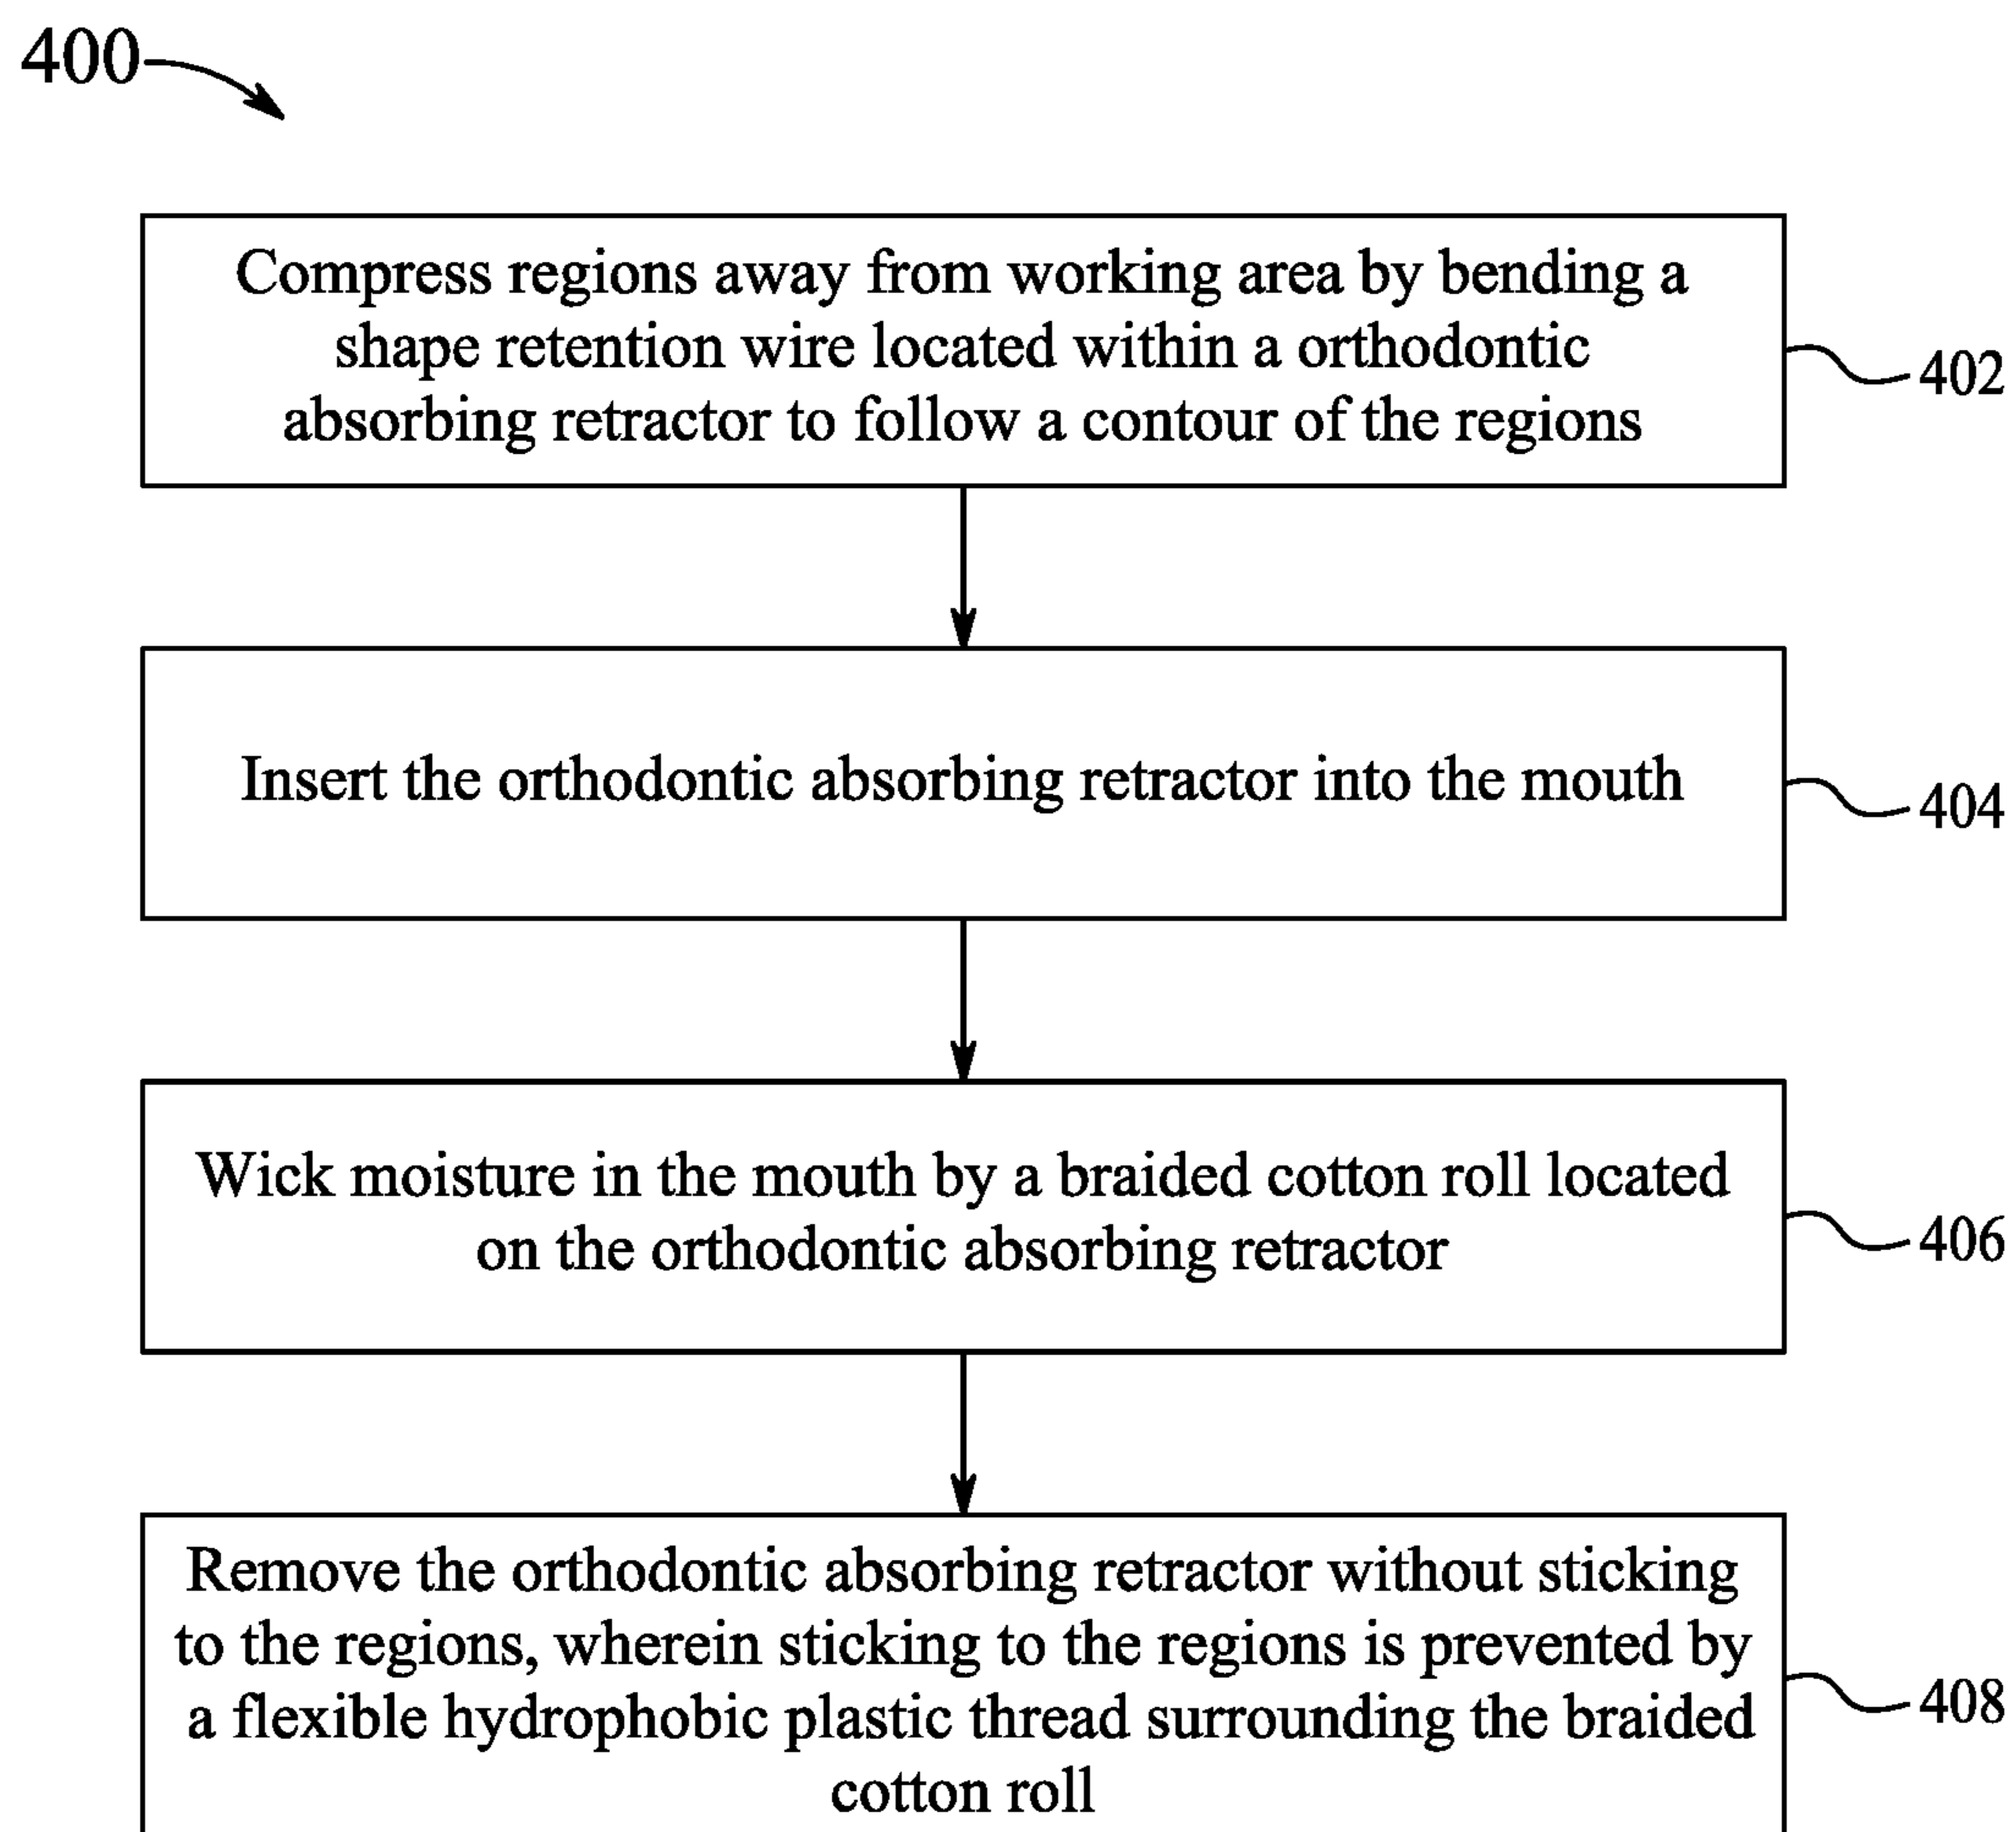 400
Compress regions away from working area by bending a
shape retention wire located within a orthodontic
absorbing retractor to follow a contour of the regions
402
Insert the orthodontic absorbing retractor into the mouth
404
Wick moisture in the mouth by a braided cotton roll located
on the orthodontic absorbing retractor
406
Remove the orthodontic absorbing retractor without sticking
to the regions, wherein sticking to the regions is prevented by
a flexible hydrophobic plastic thread surrounding the braided
cotton roll
408